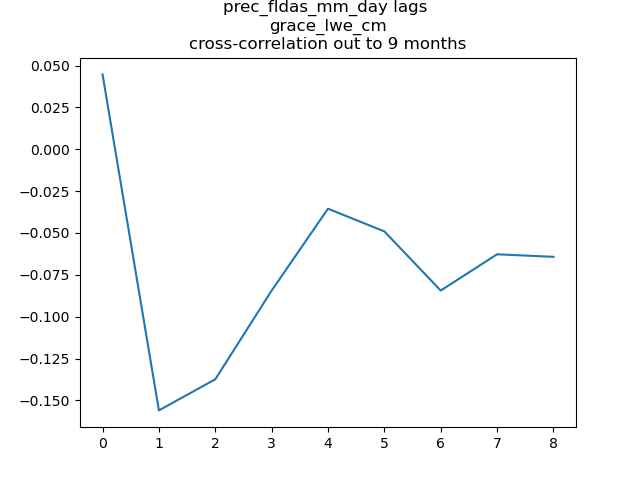 prec_fldas_mm_day lags
grace_lwe_cm
cross-correlation out to 9 months
0.050
0.025
0.000
−0.025
−0.050
−0.075
−0.100
−0.125
−0.150
0 1 2 3 4 5 6 7 8